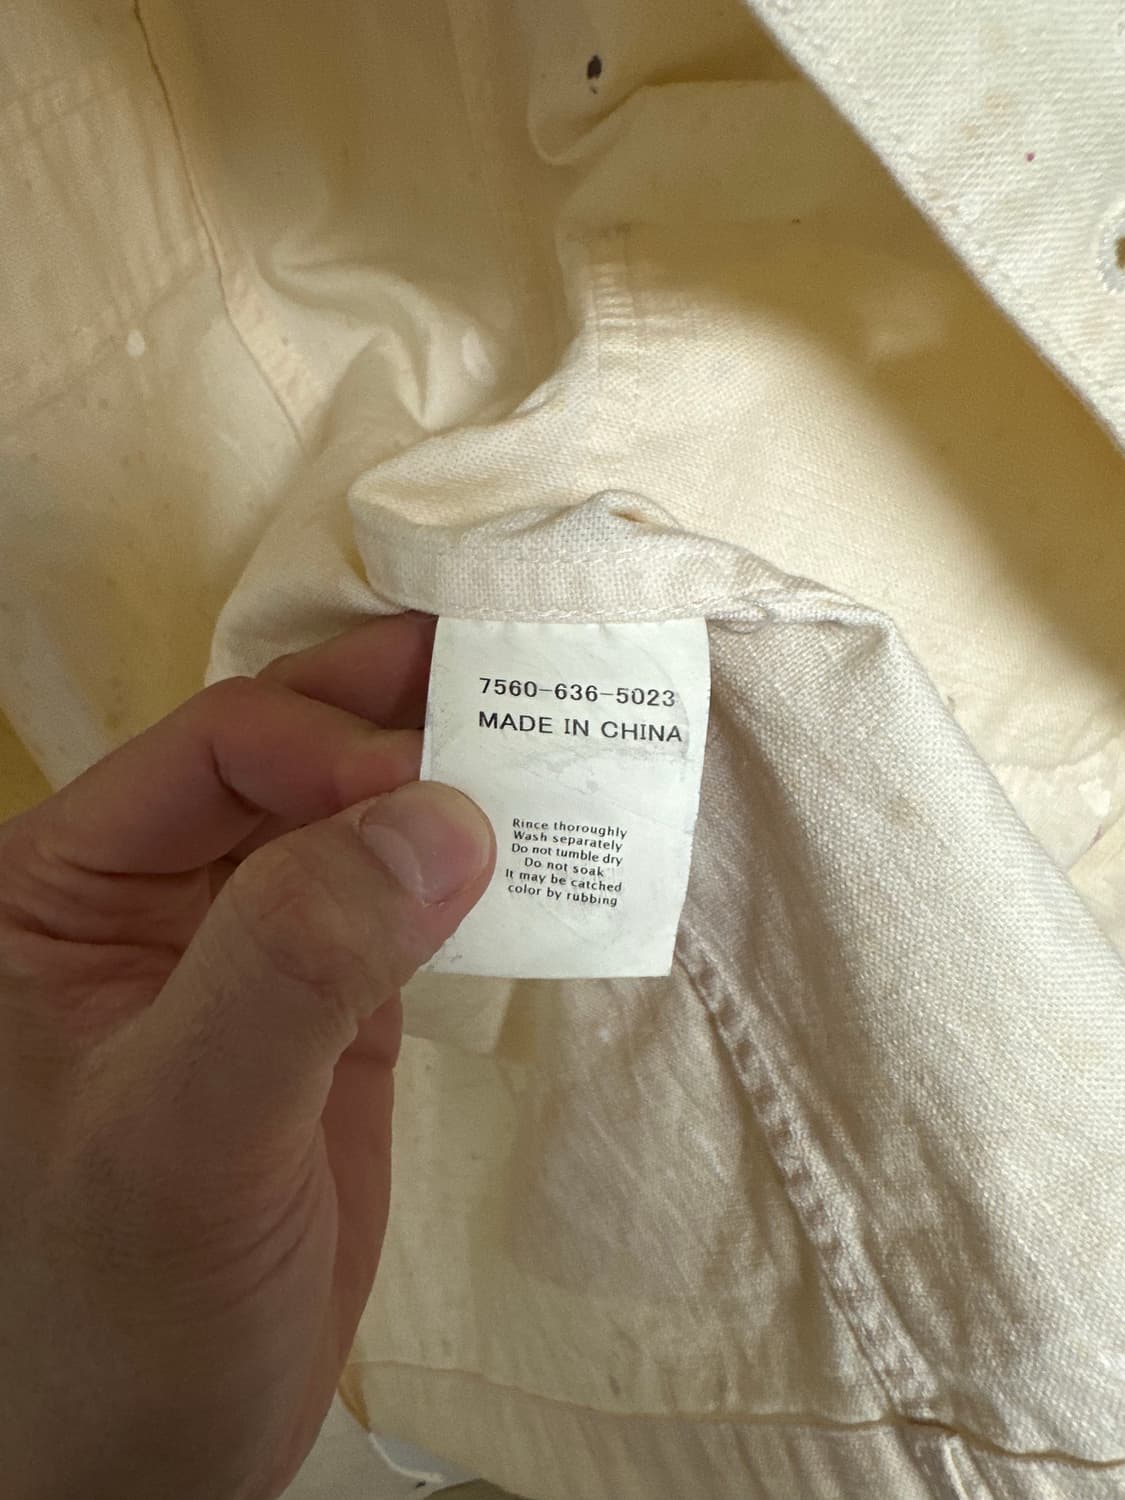 7560-636-5023
MADE IN CHINA
Rince thoroughly
Wash separately
Do not tumble dry
Do not soak
It may be catched
color by rubbing